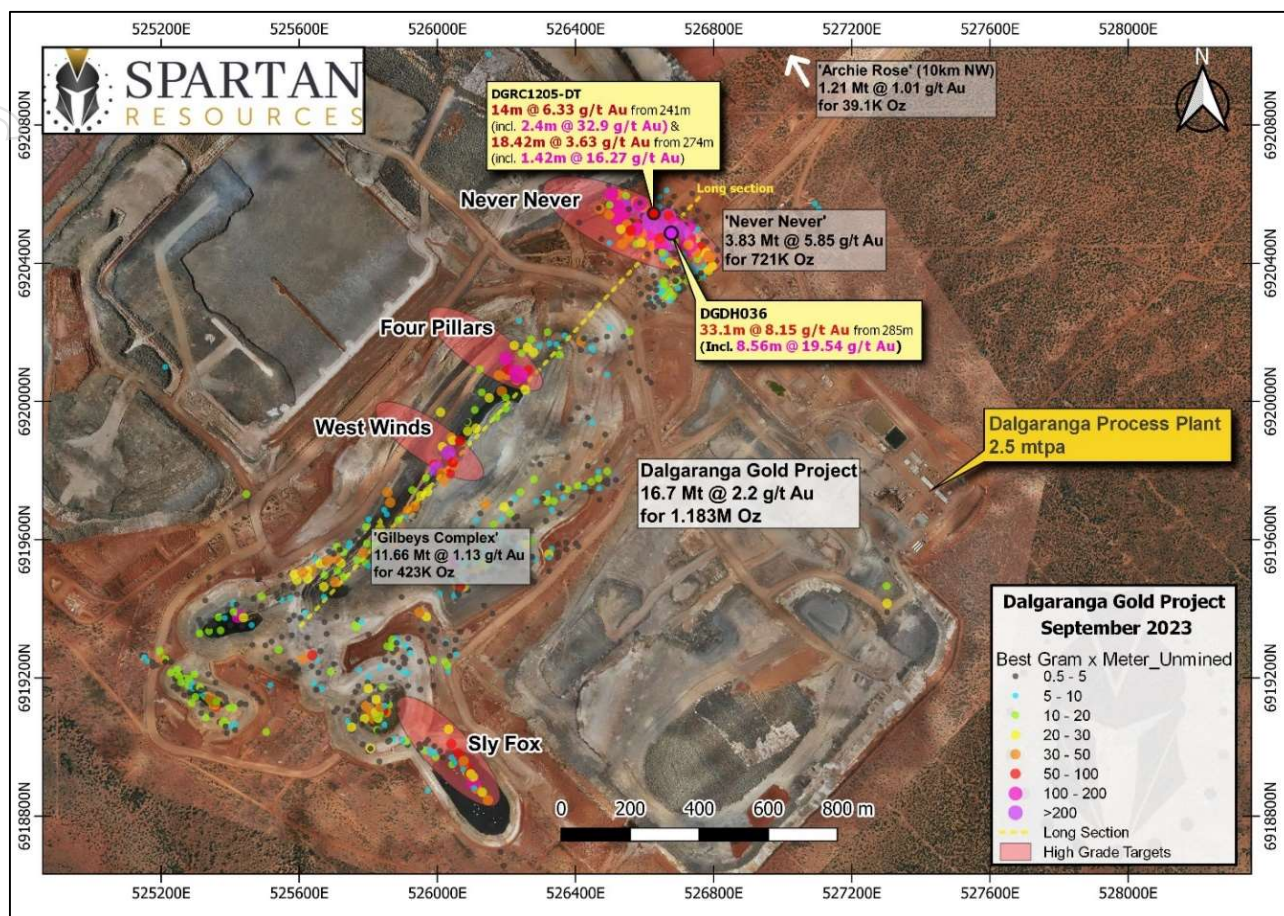 525200E 525600E 526000E 526400E 526800E 527200E 527600E 528000E
SPARTAN
RESOURCES
N
'Archie Rose' (10km NW)
1.21 Mt @ 1.01 g/t Au
for 39.1K Oz
DGRC1205-DT
14m @ 6.33 g/t Au from 241m
(incl. 2.4m @ 32.9 g/t Au) &
18.42m @ 3.63 g/t Au from 274m
(incl. 1.42m @ 16.27 g/t Au)
6920800N
6920800N
Never Never
Long section
'Never Never'
3.83 Mt @ 5.85 g/t Au
for 721K Oz
6920400N
6920400N
DGDH036
33.1m @ 8.15 g/t Au from 285m
(Incl. 8.56m @ 19.54 g/t Au)
Four Pillars
6920000N
6920000N
West Winds
Dalgaranga Process Plant
2.5 mtpa
Dalgaranga Gold Project
16.7 Mt @ 2.2 g/t Au
for 1.183M Oz
6919600N
6919600N
'Gilbeys Complex'
11.66 Mt @ 1.13 g/t Au
for 423K Oz
6919200N
6919200N
Sly Fox
6918800N
6918800N
0 200 400 600 800 m
Dalgaranga Gold Project
September 2023
Best Gram x Meter_Unmined
0.5 - 5
5 - 10
10 - 20
20 - 30
30 - 50
50 - 100
100 - 200
>200
Long Section
High Grade Targets
525200E 525600E 526000E 526400E 526800E 527200E 527600E 528000E